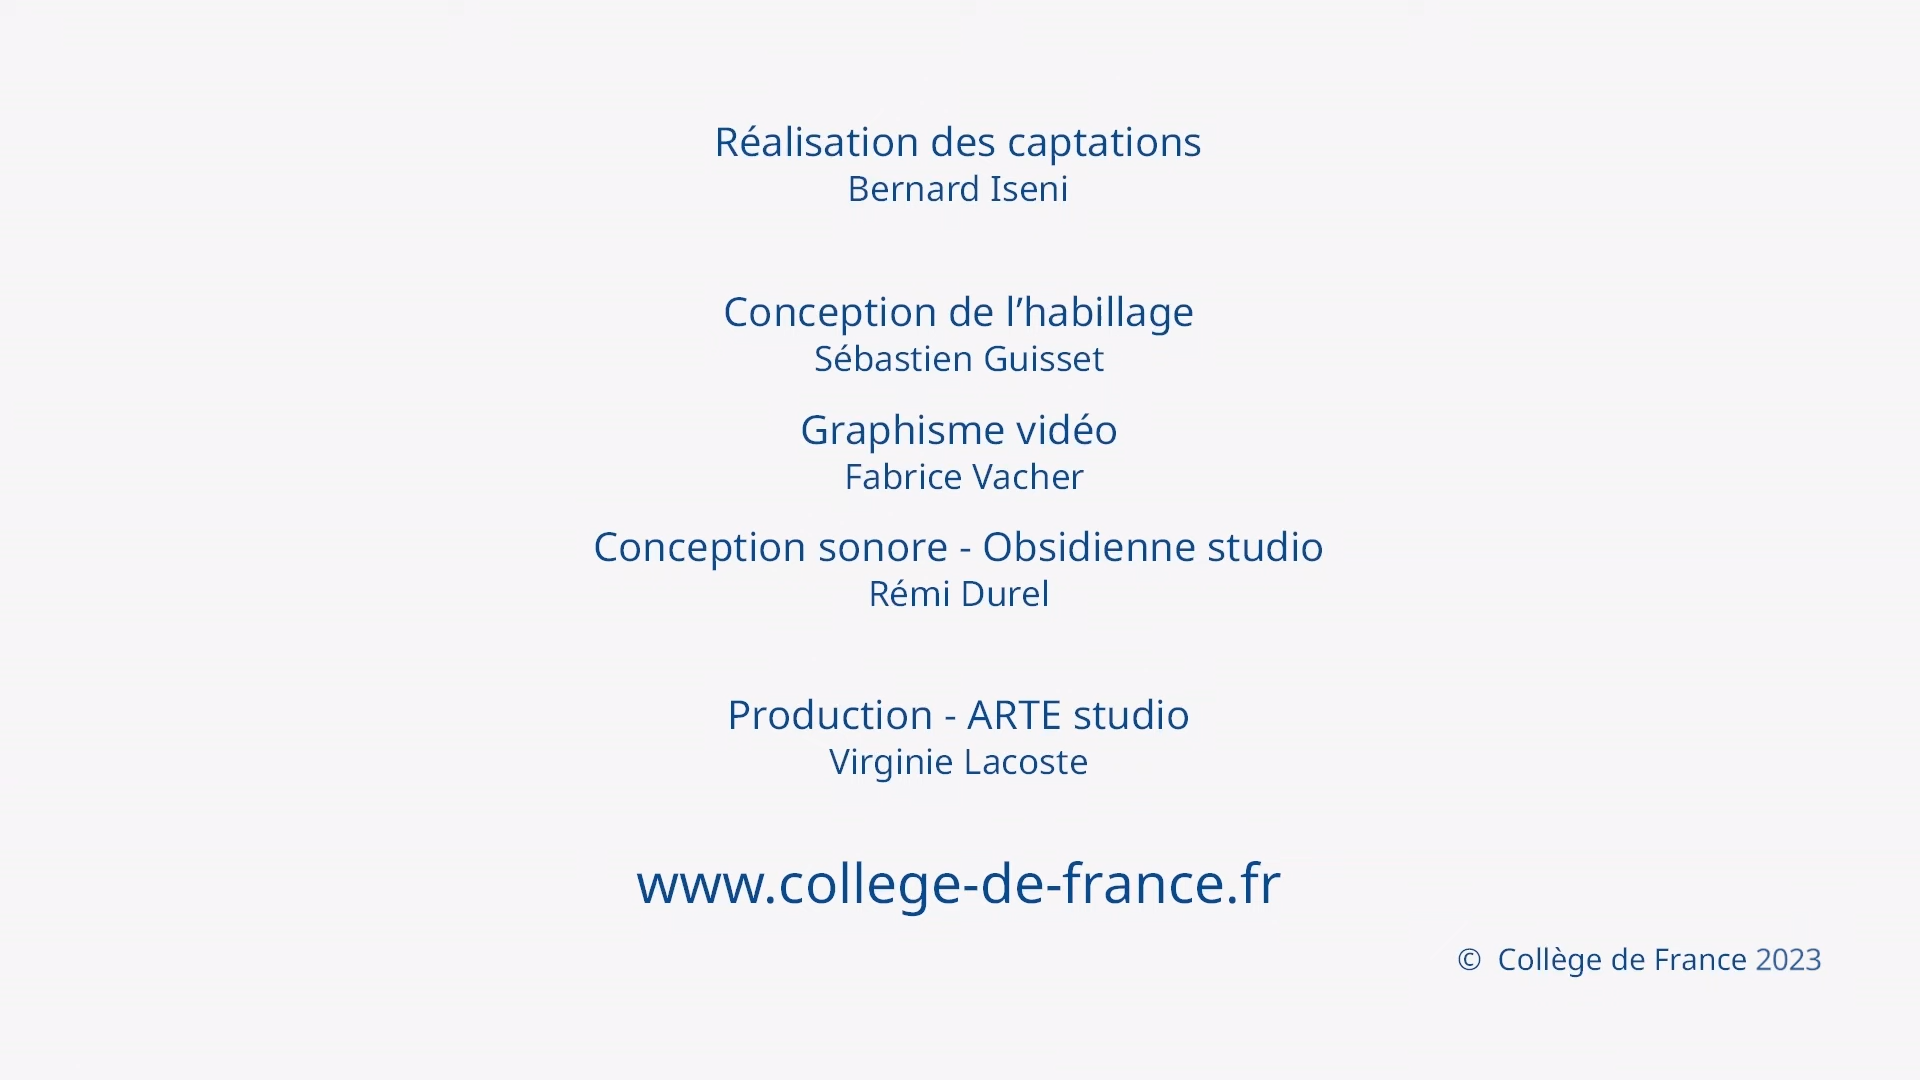 Réalisation des captations
Bernard Iseni
Conception de l’habillage
Sébastien Guisset
Graphisme vidéo
Fabrice Vacher
Conception sonore - Obsidienne studio
Rémi Durel
Production - ARTE studio
Virginie Lacoste
www.college-de-france.fr
© Collège de France 2023